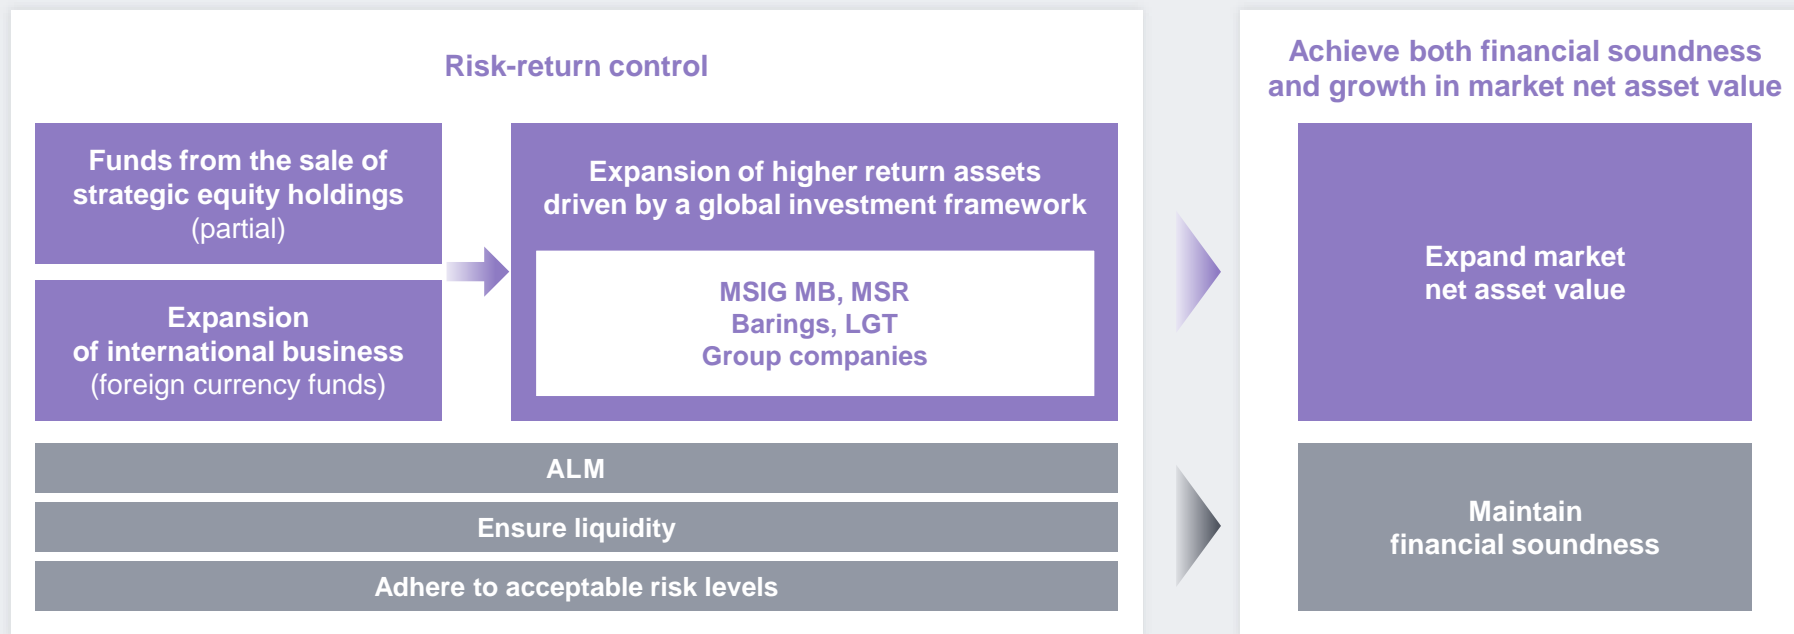 Risk-return control
Funds from the sale of
strategic equity holdings
(partial)
Expansion
of international business
(foreign currency funds)
Expansion of higher return assets
driven by a global investment framework
MSIG MB, MSR
Barings, LGT
Group companies
ALM
Ensure liquidity
Adhere to acceptable risk levels
Achieve both financial soundness
and growth in market net asset value
Expand market
net asset value
Maintain
financial soundness